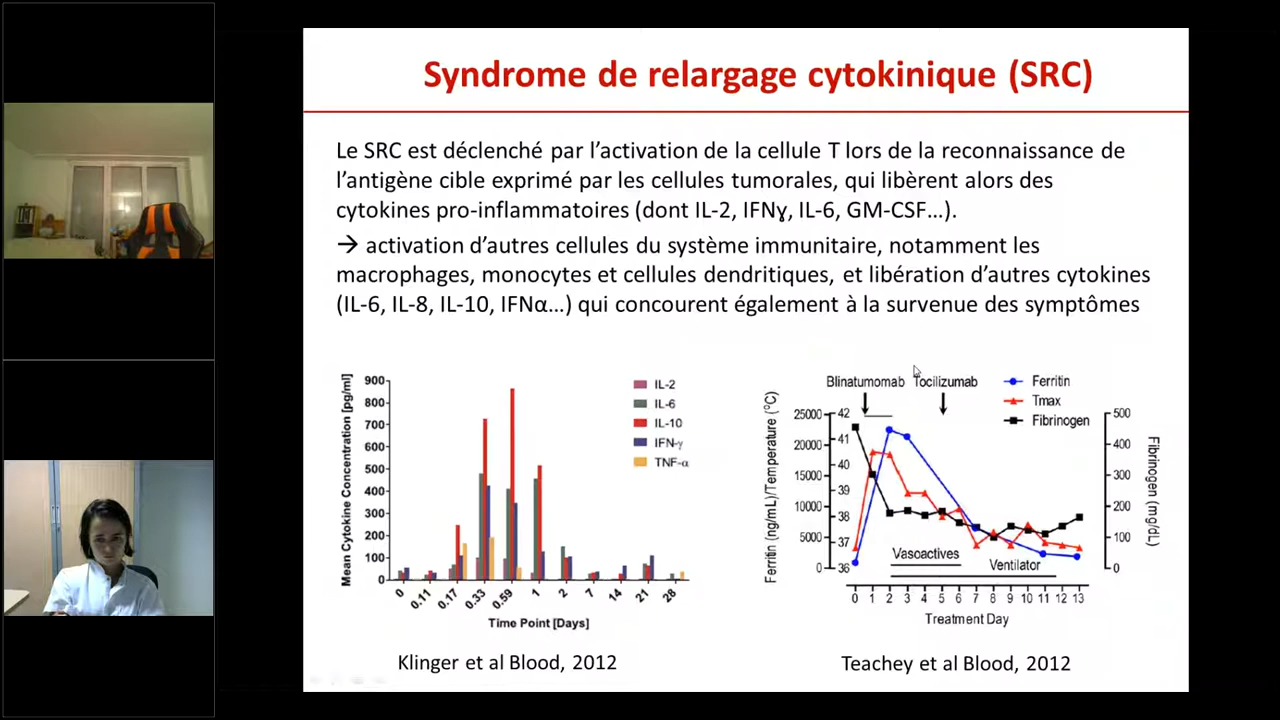 Syndrome de relargage cytokinique (SRC)
Le SRC est déclenché par l’activation de la cellule T lors de la reconnaissance de
l’antigène cible exprimé par les cellules tumorales, qui libèrent alors des
cytokines pro-inflammatoires (dont IL-2, IFNɣ, IL-6, GM-CSF…).
→ activation d’autres cellules du système immunitaire, notamment les
macrophages, monocytes et cellules dendritiques, et libération d’autres cytokines
(IL-6, IL-8, IL-10, IFNα…) qui concourent également à la survenue des symptômes
Mean Cytokine Concentration [pg/ml]
900
800
700
600
500
400
300
200
100
0
0 0.11 0.17 0.33 0.59 1 2 7 14 21 28
Time Point [Days]
IL-2
IL-6
IL-10
IFN-γ
TNF-α
Klinger et al Blood, 2012
Blinatumomab Tocilizumab
Ferritin
Tmax
Fibrinogen
Ferritin (ng/mL)/Temperature (°C)
25000
20000
15000
10000
5000
0
42
41
40
39
38
37
36
500
400
300
200
100
0
Fibrinogen (mg/dL)
Vasoactives
Ventilator
0 1 2 3 4 5 6 7 8 9 10 11 12 13
Treatment Day
Teachey et al Blood, 2012